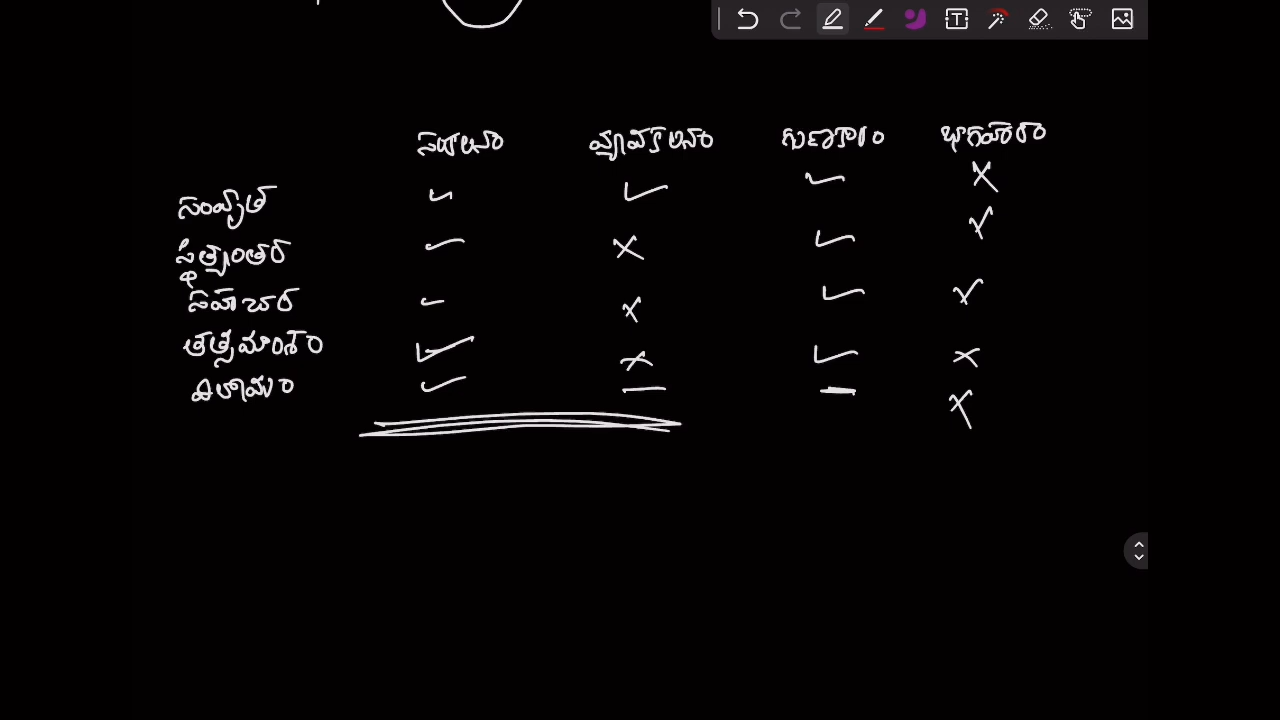 సంకలనం వ్యవకలనం గుణకారం భాగహారం
సంవృత ✓ ✓ ✓ ✗
స్థిత్యంతర ✓ ✗ ✓ ✓
సహచర ✓ ✗ ✓ ✓
తత్సమాంశం ✓ ✗ ✓ ✗
విలోమం ✓ — — ✗